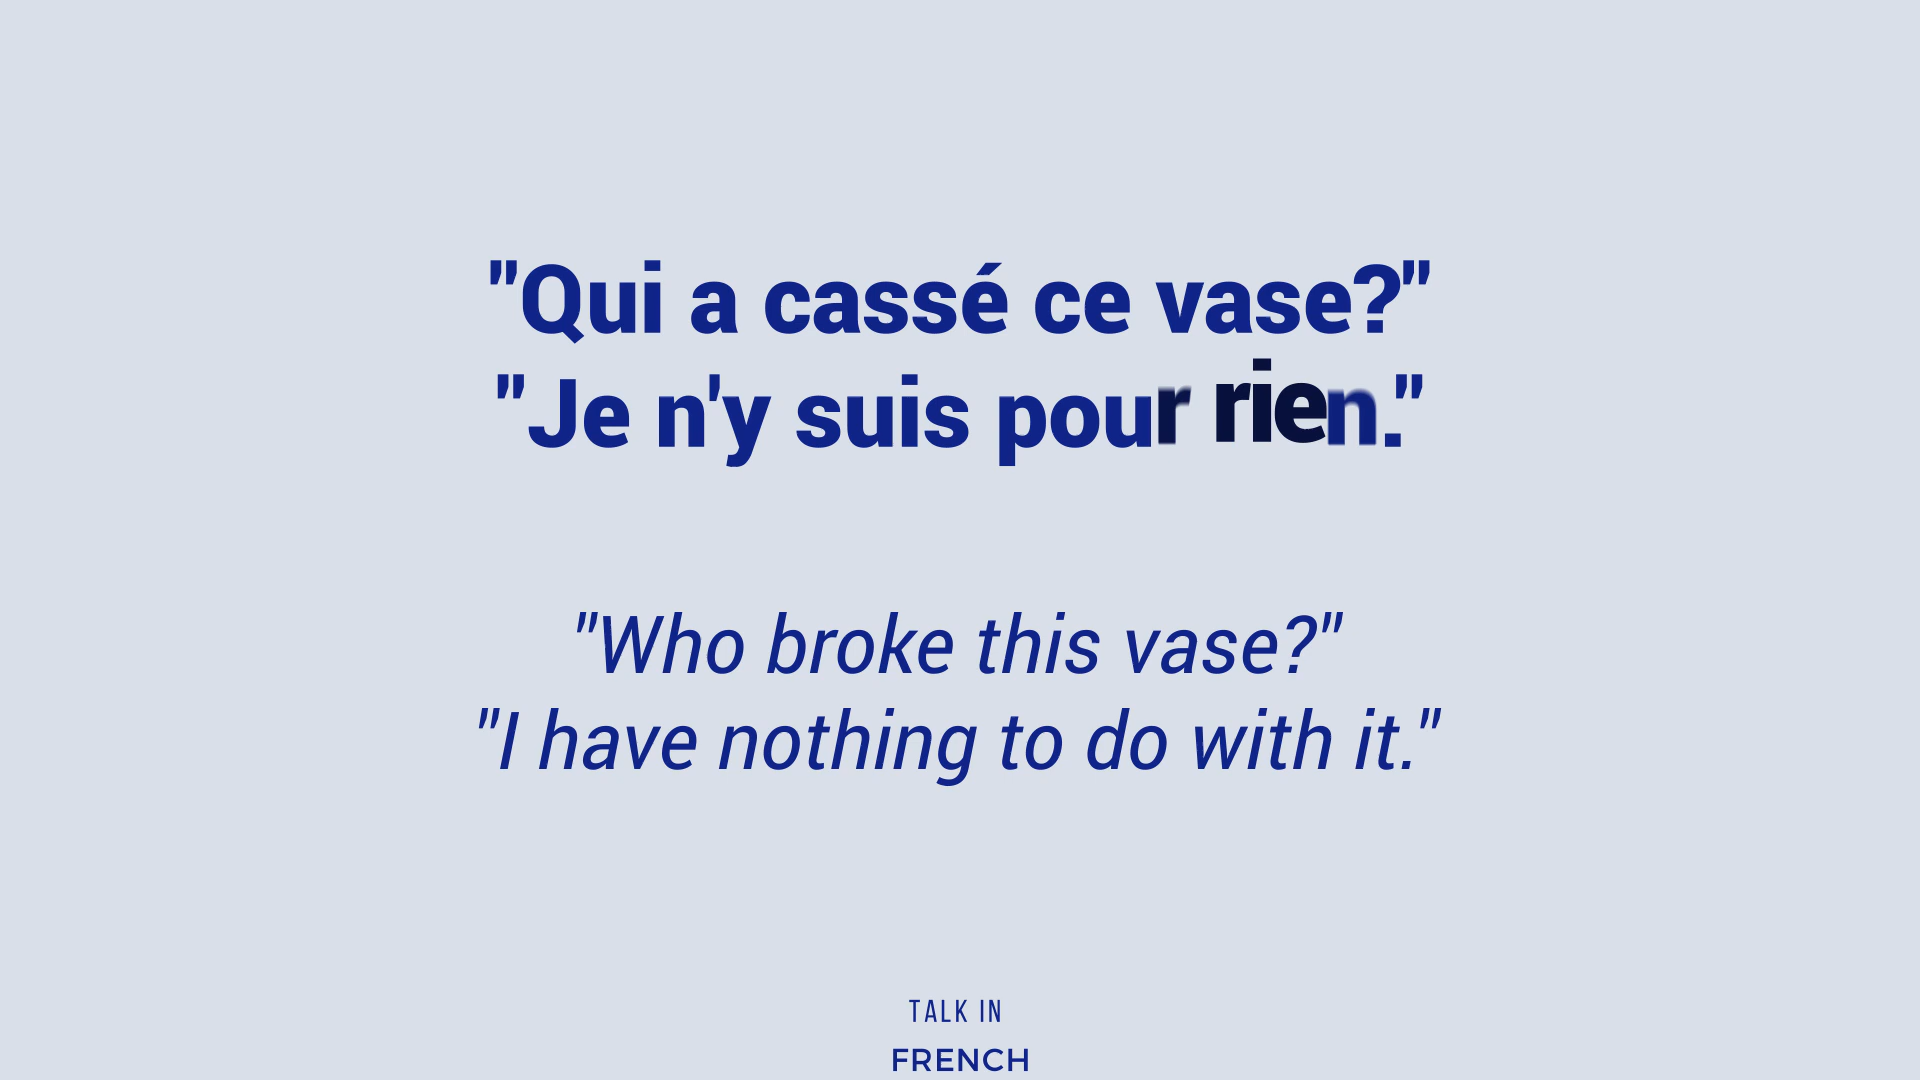 "Qui a cassé ce vase?"
"Je n'y suis pour rien."
"Who broke this vase?"
"I have nothing to do with it."
TALK IN
FRENCH